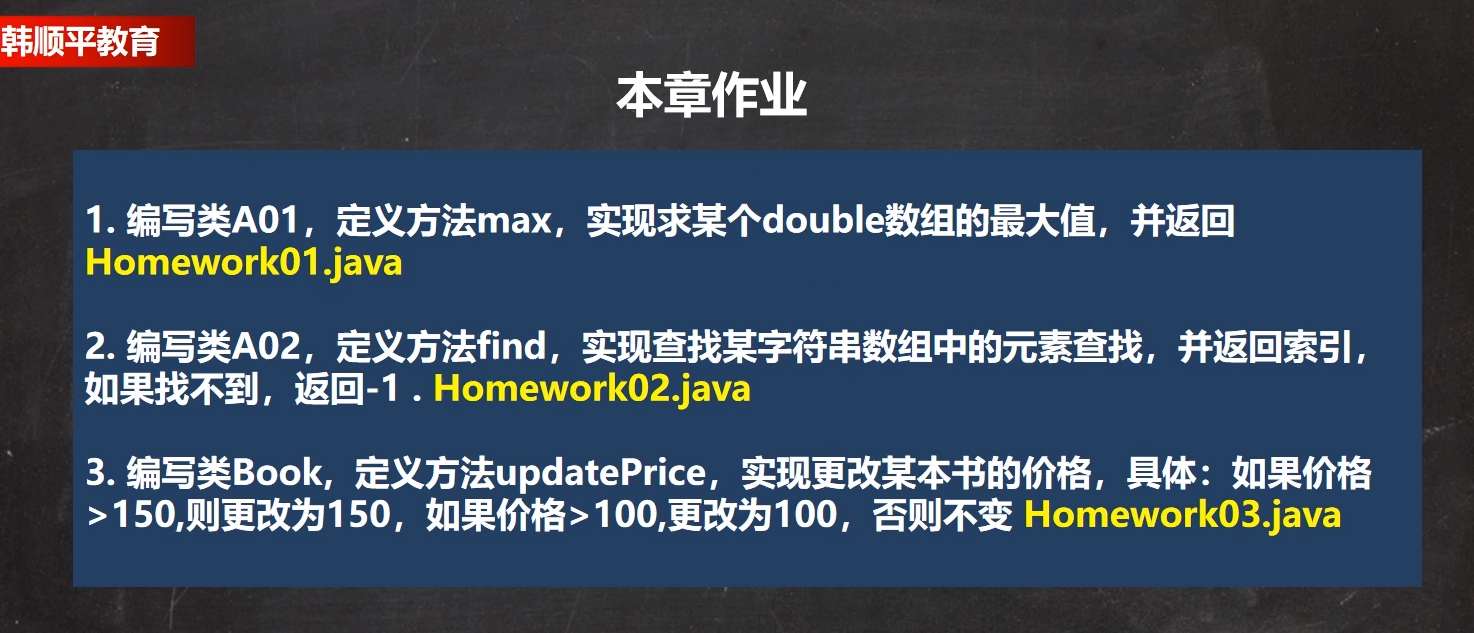 韩顺平教育
本章作业
1. 编写类A01，定义方法max，实现求某个double数组的最大值，并返回
Homework01.java
2. 编写类A02，定义方法find，实现查找某字符串数组中的元素查找，并返回索引，
如果找不到，返回-1 . Homework02.java
3. 编写类Book, 定义方法updatePrice，实现更改某本书的价格，具体：如果价格
>150,则更改为150，如果价格>100,更改为100，否则不变 Homework03.java